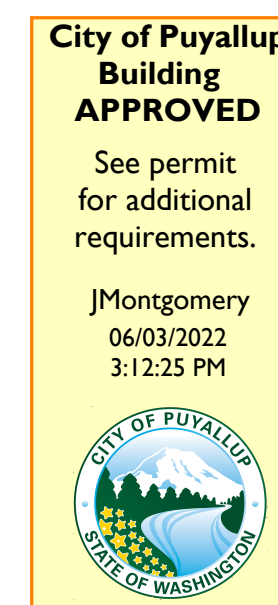 City of Puyallup
Building
APPROVED
See permit
for additional
requirements.
JMontgomery
06/03/2022
3:12:25 PM
CITY OF PUYALLUP
STATE OF WASHINGTON